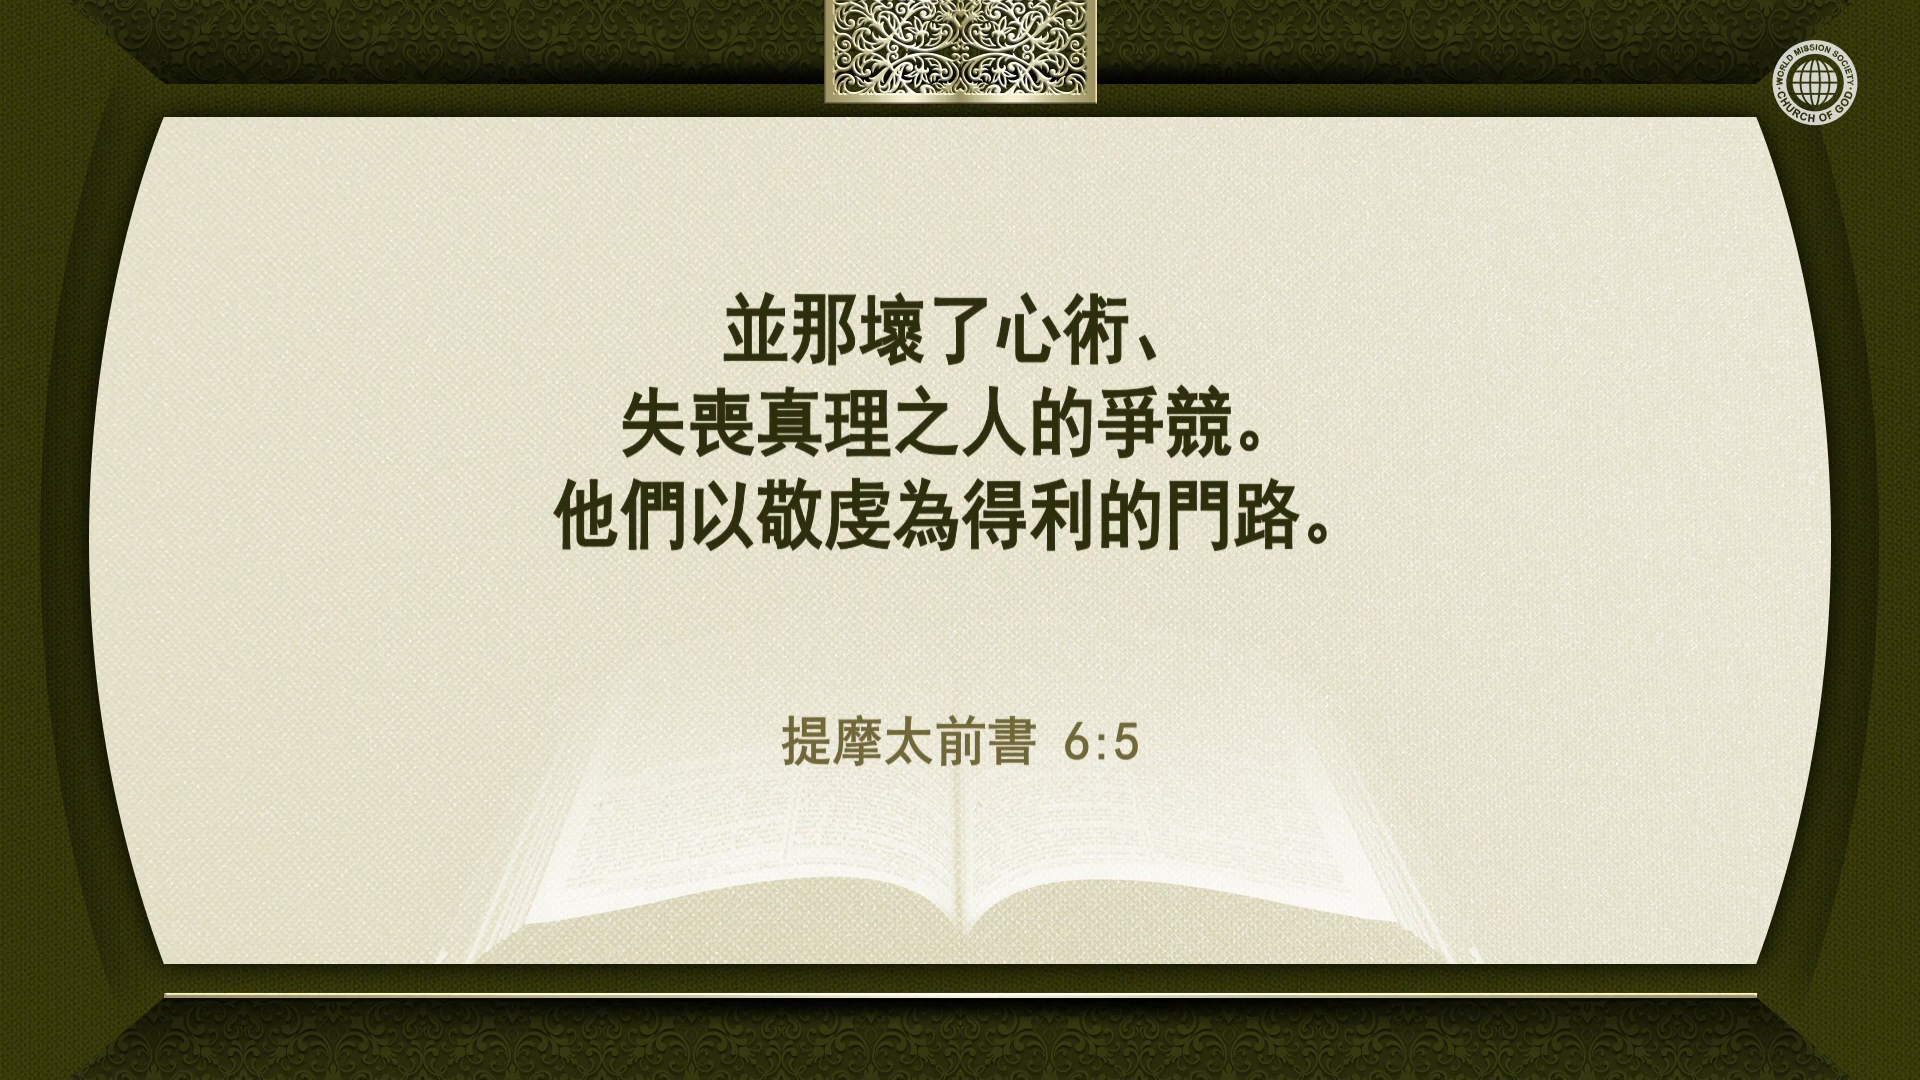 WORLD MISSION SOCIETY
CHURCH OF GOD
並那壞了心術、
失喪真理之人的爭競。
他們以敬虔為得利的門路。
提摩太前書 6:5